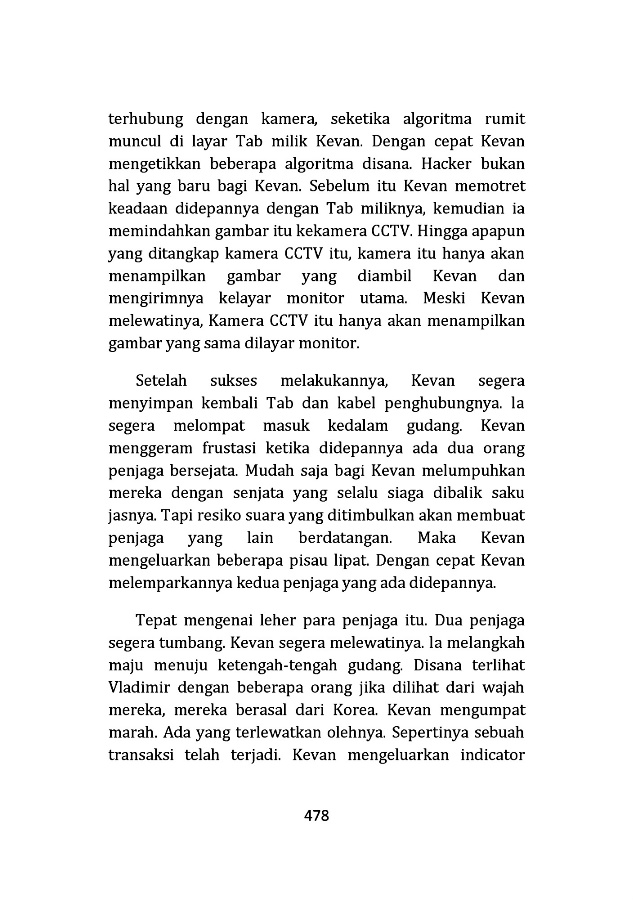 terhubung dengan kamera, seketika algoritma rumit
muncul di layar Tab milik Kevan. Dengan cepat Kevan
mengetikkan beberapa algoritma disana. Hacker bukan
hal yang baru bagi Kevan. Sebelum itu Kevan memotret
keadaan didepannya dengan Tab miliknya, kemudian ia
memindahkan gambar itu kekamera CCTV. Hingga apapun
yang ditangkap kamera CCTV itu, kamera itu hanya akan
menampilkan gambar yang diambil Kevan dan
mengirimnya kelayar monitor utama. Meski Kevan
melewatinya, Kamera CCTV itu hanya akan menampilkan
gambar yang sama dilayar monitor.
Setelah sukses melakukannya, Kevan segera
menyimpan kembali Tab dan kabel penghubungnya. Ia
segera melompat masuk kedalam gudang. Kevan
menggeram frustasi ketika didepannya ada dua orang
penjaga bersejata. Mudah saja bagi Kevan melumpuhkan
mereka dengan senjata yang selalu siaga dibalik saku
jasnya. Tapi resiko suara yang ditimbulkan akan membuat
penjaga yang lain berdatangan. Maka Kevan
mengeluarkan beberapa pisau lipat. Dengan cepat Kevan
melemparkannya kedua penjaga yang ada didepannya.
Tepat mengenai leher para penjaga itu. Dua penjaga
segera tumbang. Kevan segera melewatinya. Ia melangkah
maju menuju ketengah-tengah gudang. Disana terlihat
Vladimir dengan beberapa orang jika dilihat dari wajah
mereka, mereka berasal dari Korea. Kevan mengumpat
marah. Ada yang terlewatkan olehnya. Sepertinya sebuah
transaksi telah terjadi. Kevan mengeluarkan indicator
478